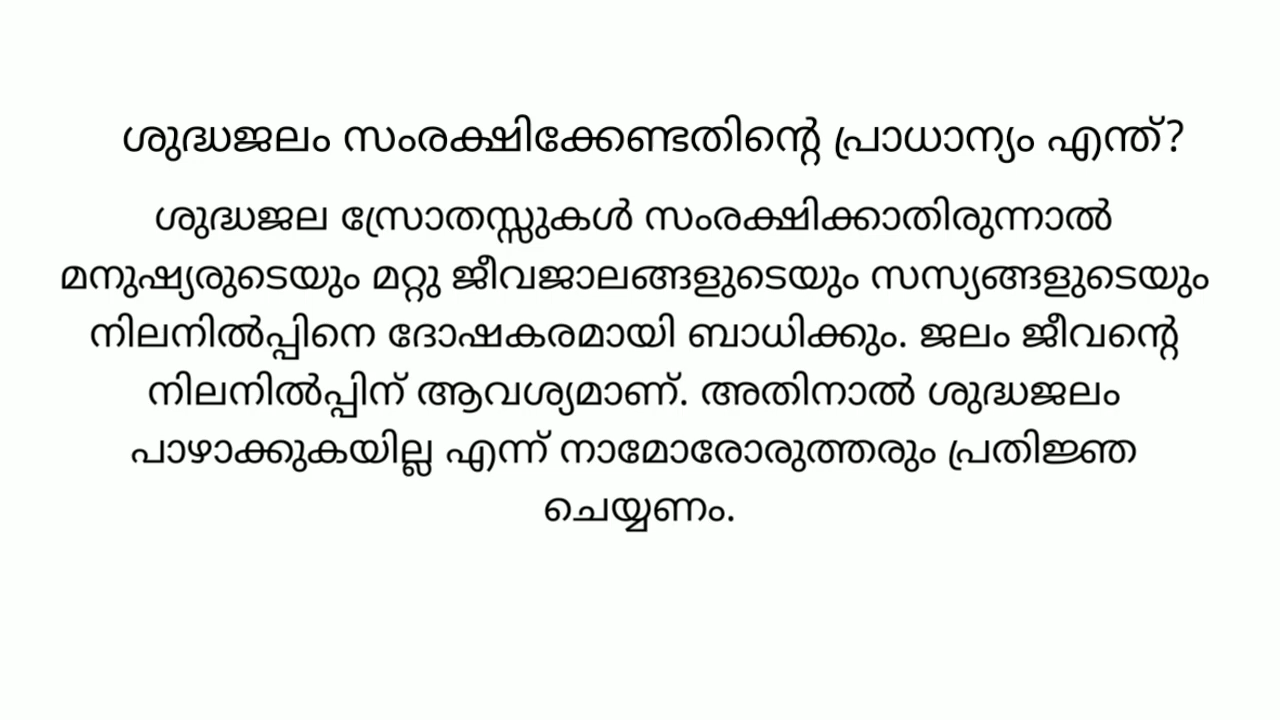 ശുദ്ധജലം സംരക്ഷിക്കേണ്ടതിന്റെ പ്രാധാന്യം എന്ത്?
ശുദ്ധജല സ്രോതസ്സുകൾ സംരക്ഷിക്കാതിരുന്നാൽ
മനുഷ്യരുടെയും മറ്റു ജീവജാലങ്ങളുടെയും സസ്യങ്ങളുടെയും
നിലനിൽപ്പിനെ ദോഷകരമായി ബാധിക്കും. ജലം ജീവന്റെ
നിലനിൽപ്പിന് ആവശ്യമാണ്. അതിനാൽ ശുദ്ധജലം
പാഴാക്കുകയില്ല എന്ന് നാമോരോരുത്തരും പ്രതിജ്ഞ
ചെയ്യണം.